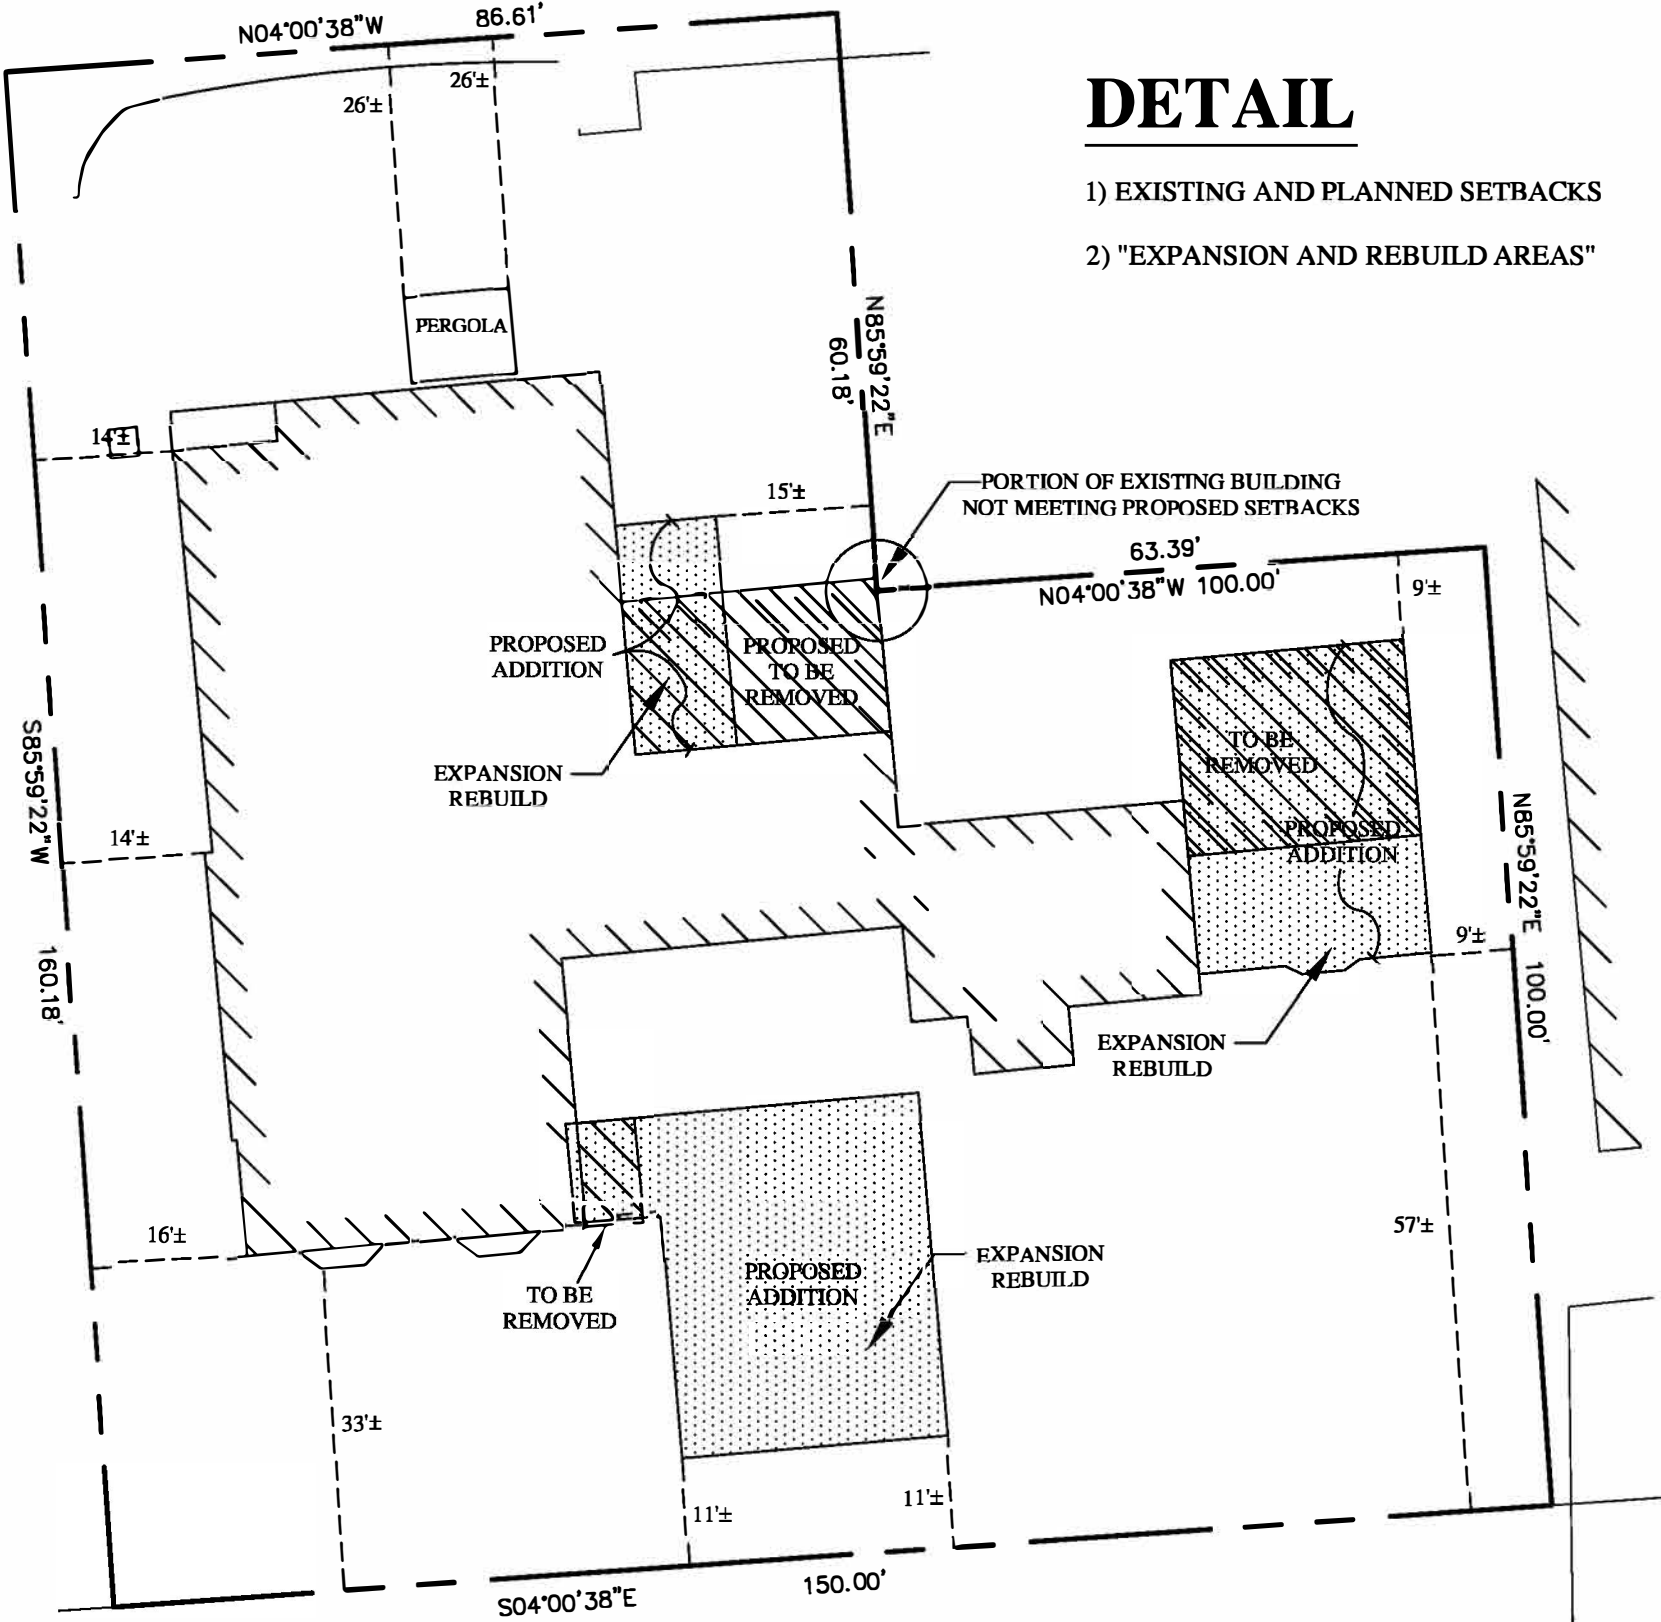 N04°00'38"W
86.61'
26'±
26'±
DETAIL
1) EXISTING AND PLANNED SETBACKS
2) "EXPANSION AND REBUILD AREAS"
PERGOLA
N85°59'22"E
60.18'
14'±
15'±
PORTION OF EXISTING BUILDING
NOT MEETING PROPOSED SETBACKS
63.39'
N04°00'38"W 100.00'
9'±
PROPOSED
ADDITION
PROPOSED
TO BE
REMOVED
EXPANSION
REBUILD
TO BE
REMOVED
PROPOSED
ADDITION
S85°59'22"W
160.18'
14'±
N85°59'22"E 100.00'
9'±
EXPANSION
REBUILD
16'±
TO BE
REMOVED
PROPOSED
ADDITION
EXPANSION
REBUILD
57'±
33'±
11'±
11'±
S04°00'38"E
150.00'